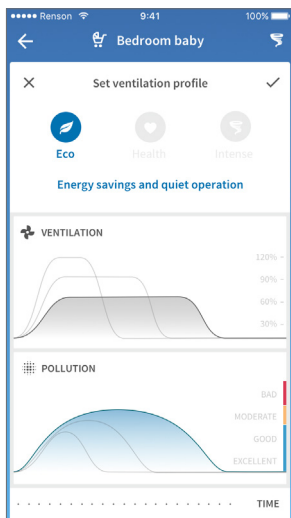 Renson 9:41 100%
Bedroom baby
Set ventilation profile
Eco Health Intense
Energy savings and quiet operation
VENTILATION
120%
90%
60%
30%
POLLUTION
BAD
MODERATE
GOOD
EXCELLENT
TIME